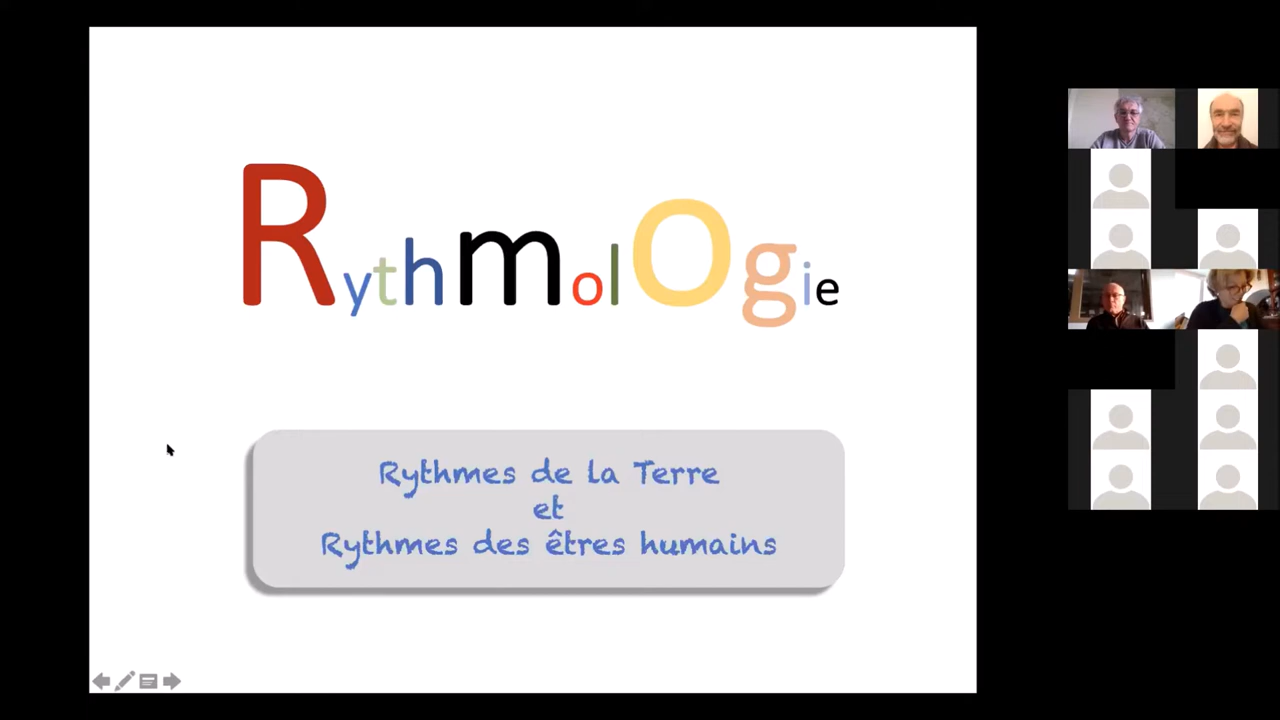 RythmolOgie
Rythmes de la Terre
et
Rythmes des êtres humains